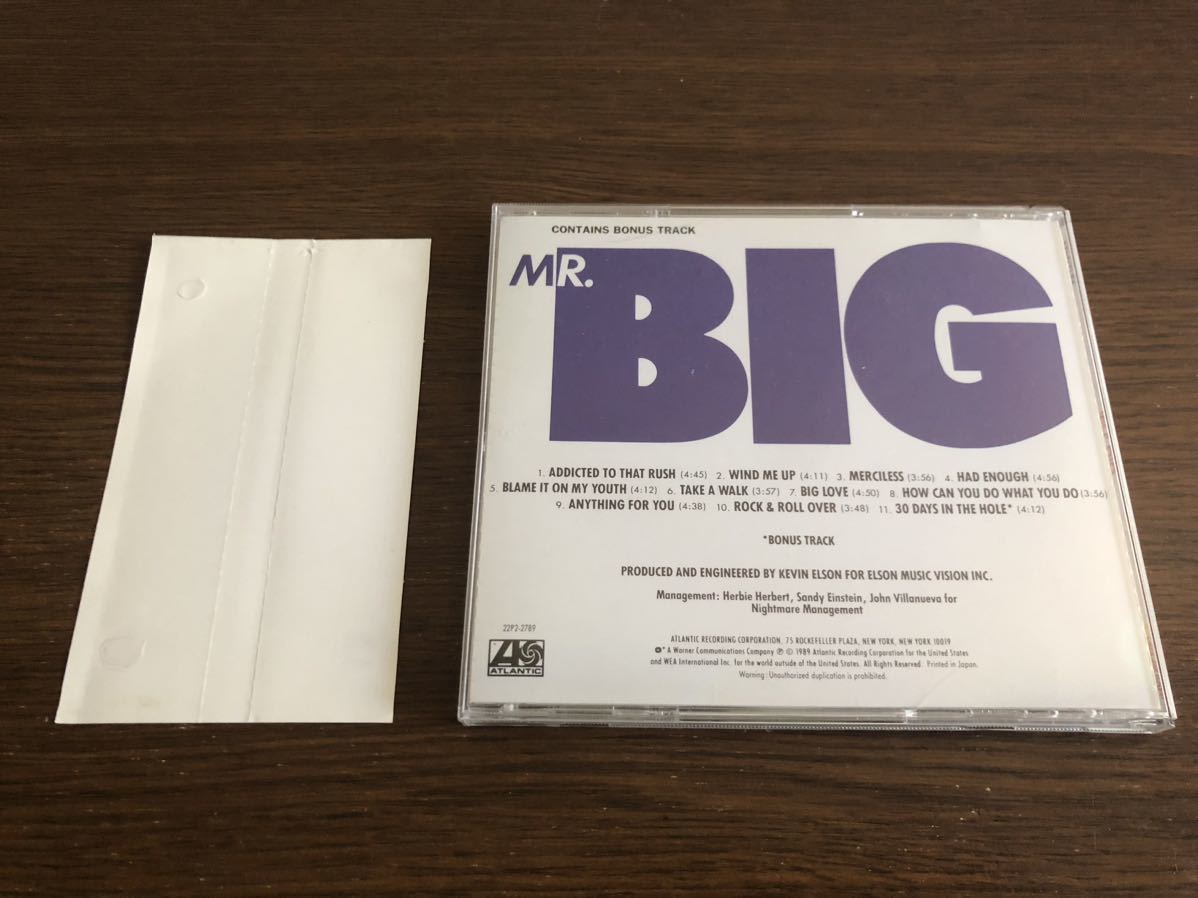 CONTAINS BONUS TRACK
MR. BIG
1. ADDICTED TO THAT RUSH (4:45) 2. WIND ME UP (4:11) 3. MERCILESS (3:56) 4. HAD ENOUGH (4:56)
5. BLAME IT ON MY YOUTH (4:12) 6. TAKE A WALK (3:57) 7. BIG LOVE (4:50) 8. HOW CAN YOU DO WHAT YOU DO (3:56)
9. ANYTHING FOR YOU (4:38) 10. ROCK & ROLL OVER (3:48) 11. 30 DAYS IN THE HOLE* (4:12)
*BONUS TRACK
PRODUCED AND ENGINEERED BY KEVIN ELSON FOR ELSON MUSIC VISION INC.
Management: Herbie Herbert, Sandy Einstein, John Villanueva for
Nightmare Management
22P2-2789
ATLANTIC
ATLANTIC RECORDING CORPORATION, 75 ROCKEFELLER PLAZA, NEW YORK, NEW YORK 10019
* A Warner Communications Company ℗ © 1989 Atlantic Recording Corporation for the United States
and WEA International Inc. for the world outside of the United States. All Rights Reserved. Printed in Japan.
Warning: Unauthorized duplication is prohibited.